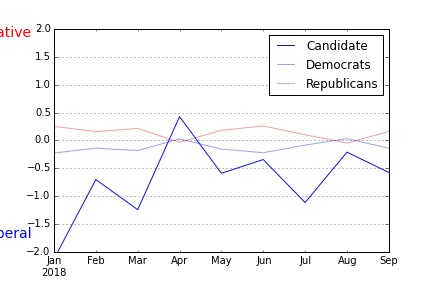 2.0
ative
1.5
1.0
0.5
0.0
−0.5
−1.0
−1.5
beral
−2.0
Candidate
Democrats
Republicans
Jan Feb Mar Apr May Jun Jul Aug Sep
2018